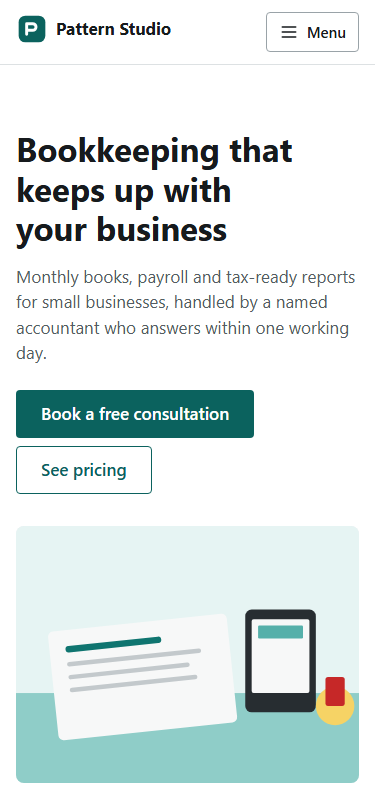 Pattern Studio
Menu
Bookkeeping that
keeps up with
your business
Monthly books, payroll and tax-ready reports
for small businesses, handled by a named
accountant who answers within one working
day.
Book a free consultation
See pricing